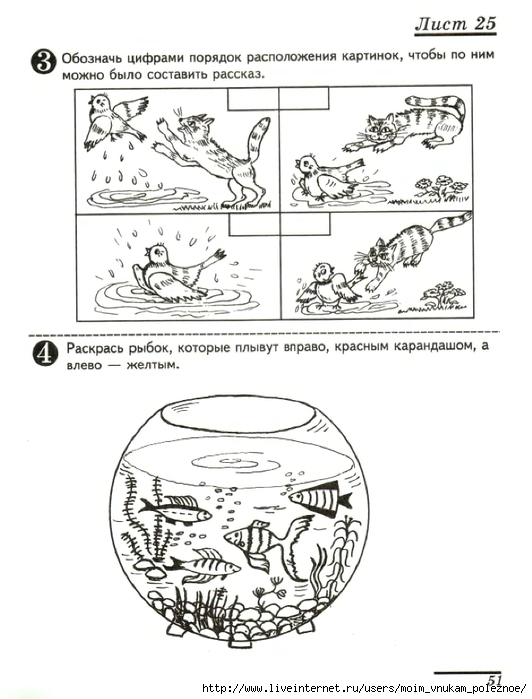 Лист 25
3 Обозначь цифрами порядок расположения картинок, чтобы по ним
можно было составить рассказ.
4 Раскрась рыбок, которые плывут вправо, красным карандашом, а
влево — желтым.
51
http://www.liveinternet.ru/users/moim_vnukam_poleznoe/